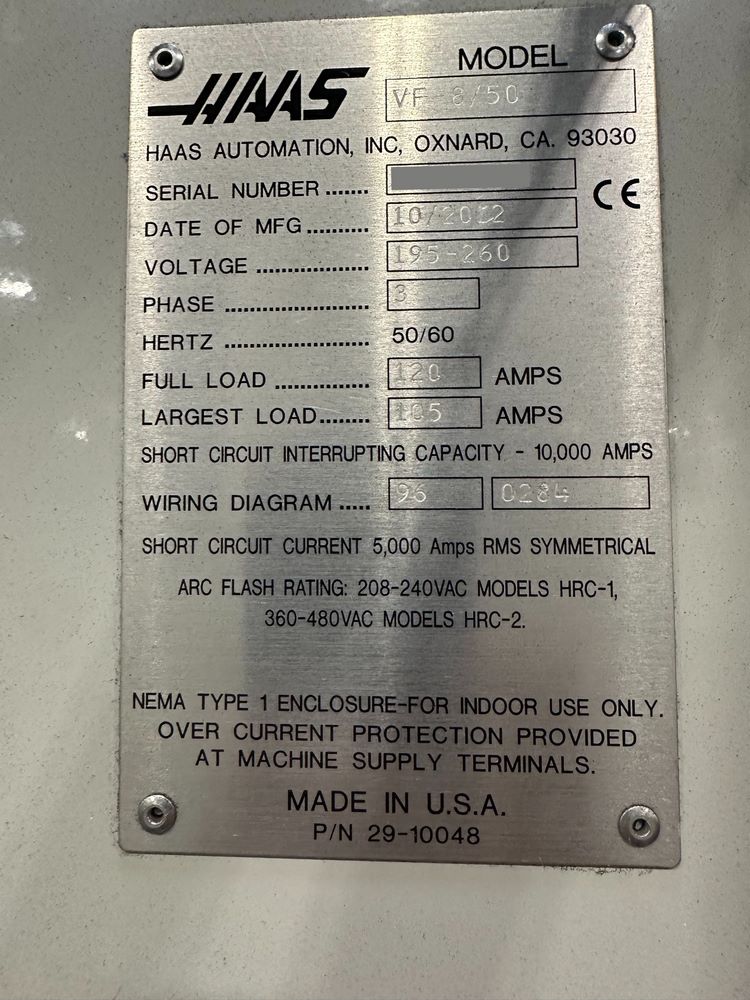 HAAS
MODEL
VF-8/50
HAAS AUTOMATION, INC, OXNARD, CA. 93030
SERIAL NUMBER .......
CE
DATE OF MFG.......... 10/2012
VOLTAGE .................. 195-260
PHASE ....................... 3
HERTZ ....................... 50/60
FULL LOAD ............... 120 AMPS
LARGEST LOAD........ 105 AMPS
SHORT CIRCUIT INTERRUPTING CAPACITY - 10,000 AMPS
WIRING DIAGRAM ..... 96 0284
SHORT CIRCUIT CURRENT 5,000 Amps RMS SYMMETRICAL
ARC FLASH RATING: 208-240VAC MODELS HRC-1,
360-480VAC MODELS HRC-2.
NEMA TYPE 1 ENCLOSURE-FOR INDOOR USE ONLY.
OVER CURRENT PROTECTION PROVIDED
AT MACHINE SUPPLY TERMINALS.
MADE IN U.S.A.
P/N 29-10048